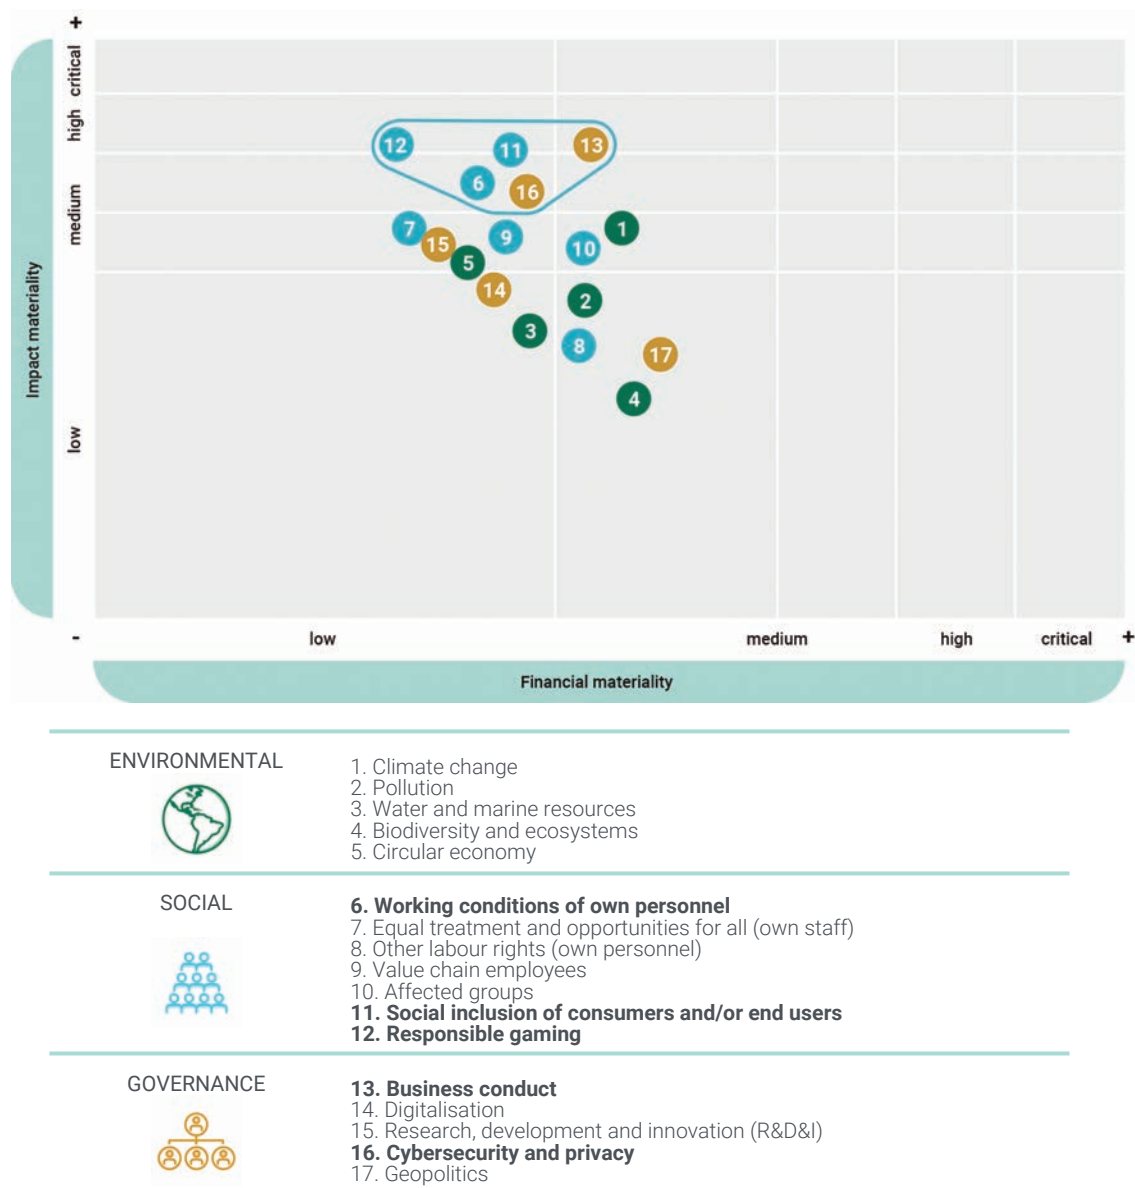 +
critical
high
medium
low
Impact materiality
12
11
13
6
16
7
15
9
1
10
5
14
2
3
8
17
4
-
low
medium
high
critical
+
Financial materiality
ENVIRONMENTAL
1. Climate change
2. Pollution
3. Water and marine resources
4. Biodiversity and ecosystems
5. Circular economy
SOCIAL
6. Working conditions of own personnel
7. Equal treatment and opportunities for all (own staff)
8. Other labour rights (own personnel)
9. Value chain employees
10. Affected groups
11. Social inclusion of consumers and/or end users
12. Responsible gaming
GOVERNANCE
13. Business conduct
14. Digitalisation
15. Research, development and innovation (R&D&I)
16. Cybersecurity and privacy
17. Geopolitics